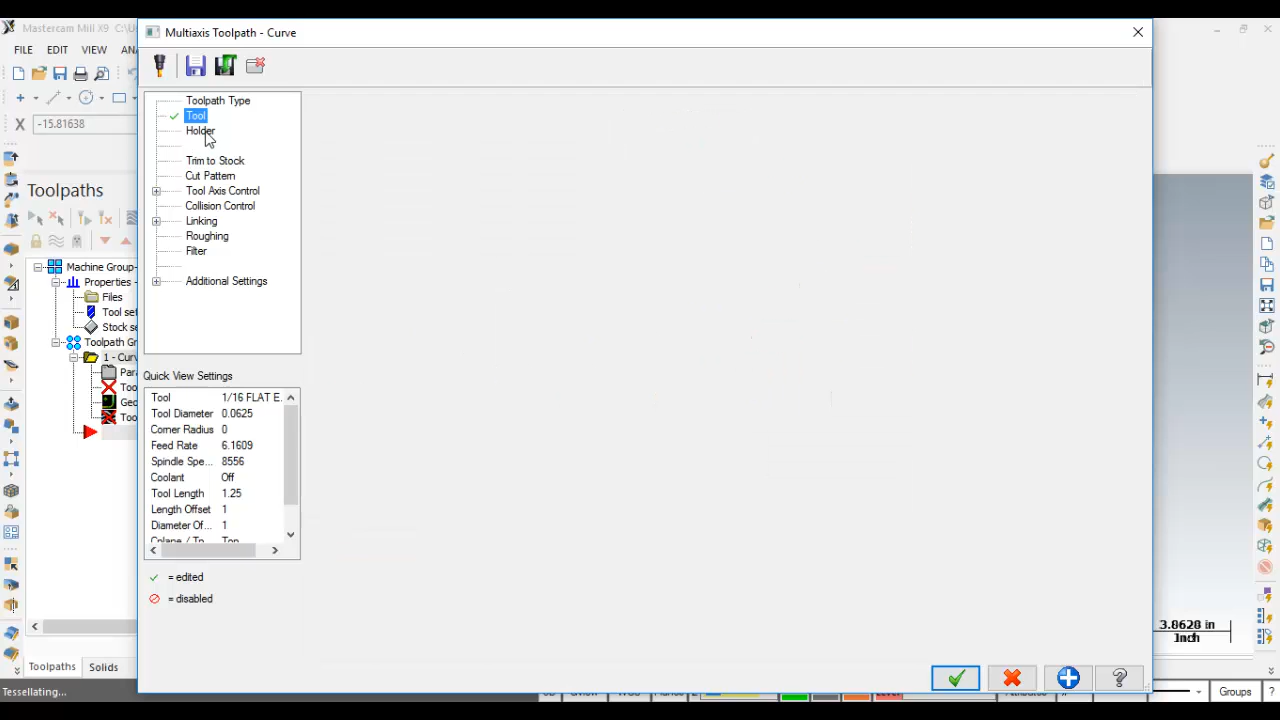 Mastercam Mill X9 C:\U
Multiaxis Toolpath - Curve
FILE EDIT VIEW
X -15.81638
Toolpaths
Machine Group-
Properties -
Files
Tool set
Stock se
Toolpath Gr
1 - Curv
Para
Too
Geo
Too
Toolpaths Solids
Tessellating...
Toolpath Type
Tool
Holder
Trim to Stock
Cut Pattern
Tool Axis Control
Collision Control
Linking
Roughing
Filter
Additional Settings
Quick View Settings
Tool 1/16 FLAT E.
Tool Diameter 0.0625
Corner Radius 0
Feed Rate 6.1609
Spindle Spe... 8556
Coolant Off
Tool Length 1.25
Length Offset 1
Diameter Of... 1
Cplane / Tp Top
= edited
= disabled
3.8628 in
Inch
Groups ?